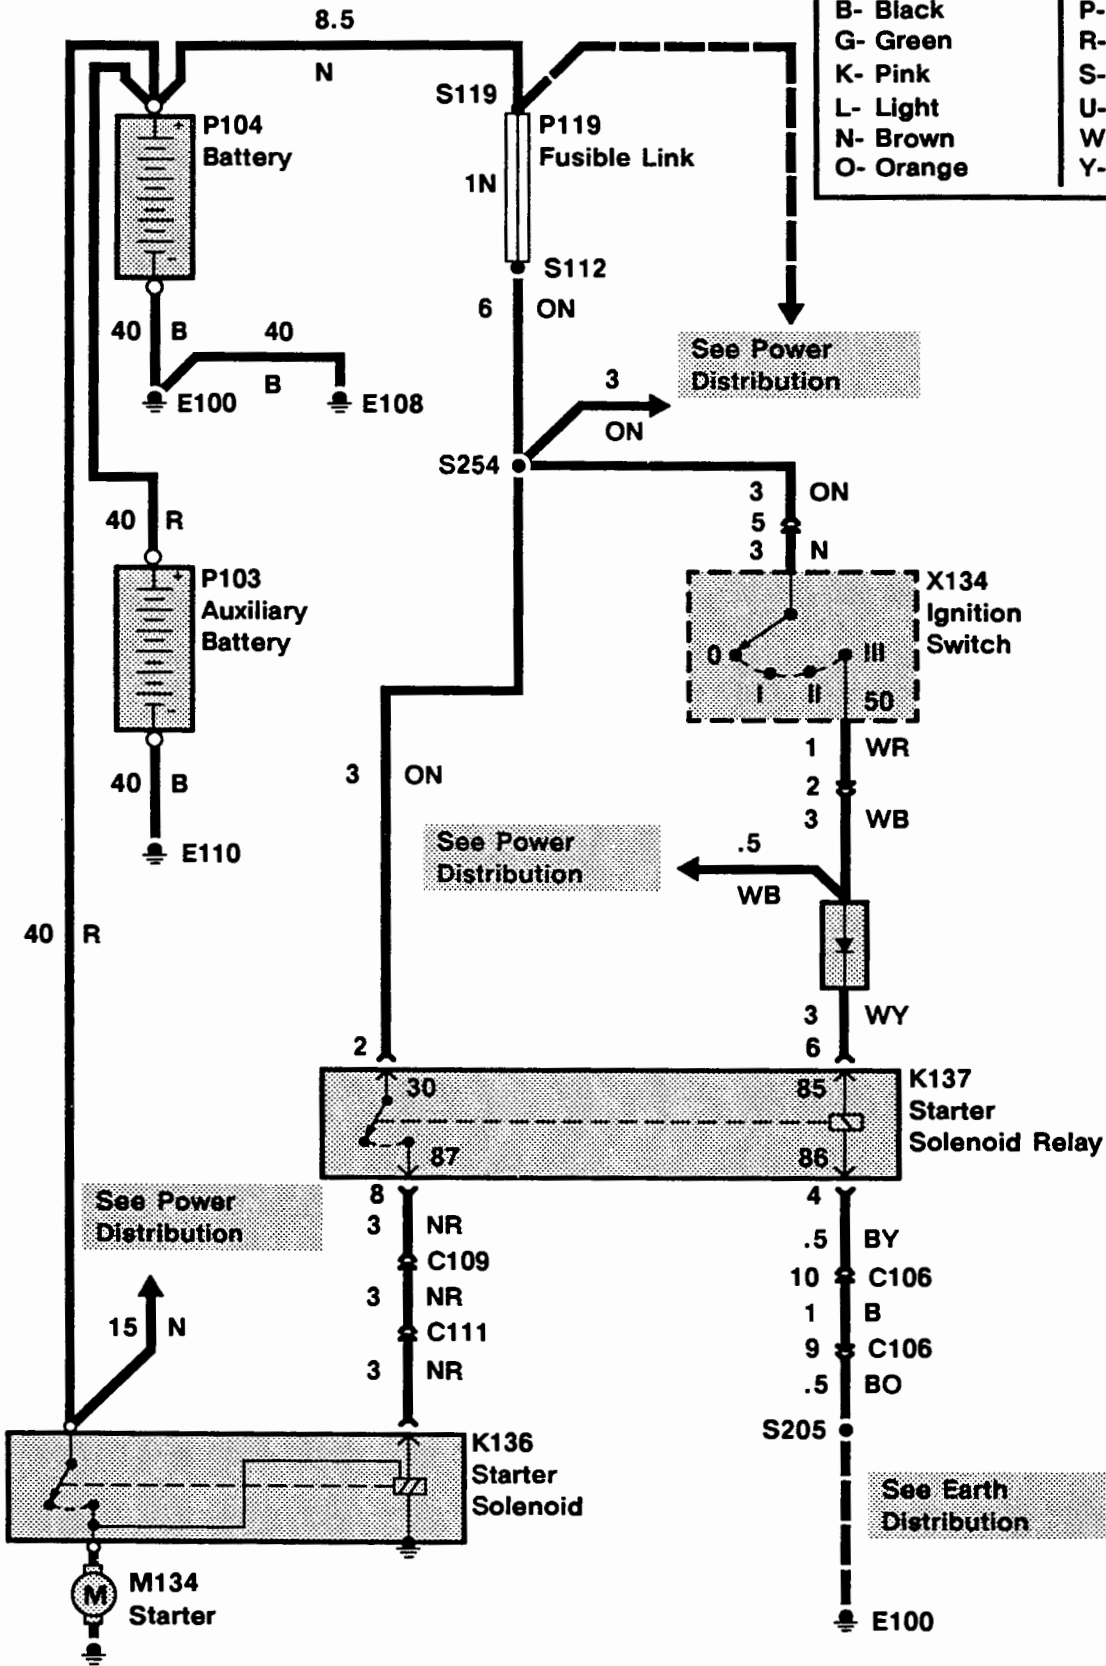 8.5
N
B- Black
G- Green
K- Pink
L- Light
N- Brown
O- Orange
P-
R-
S-
U-
W
Y-
S119
P104
Battery
+
-
P119
Fusible Link
1N
S112
6 ON
40 B
40
B
E100
E108
See Power
Distribution
3
ON
S254
3 ON
5
3 N
40 R
P103
Auxiliary
Battery
+
-
X134
Ignition
Switch
0
I
II
III
50
40 B
E110
3 ON
1 WR
2
3 WB
See Power
Distribution
.5
WB
40 R
3 WY
2
6
30
85
K137
Starter
Solenoid Relay
87
86
8
4
See Power
Distribution
3 NR
C109
3 NR
C111
3 NR
.5 BY
10 C106
1 B
9 C106
.5 BO
15 N
S205
K136
Starter
Solenoid
See Earth
Distribution
M
M134
Starter
E100